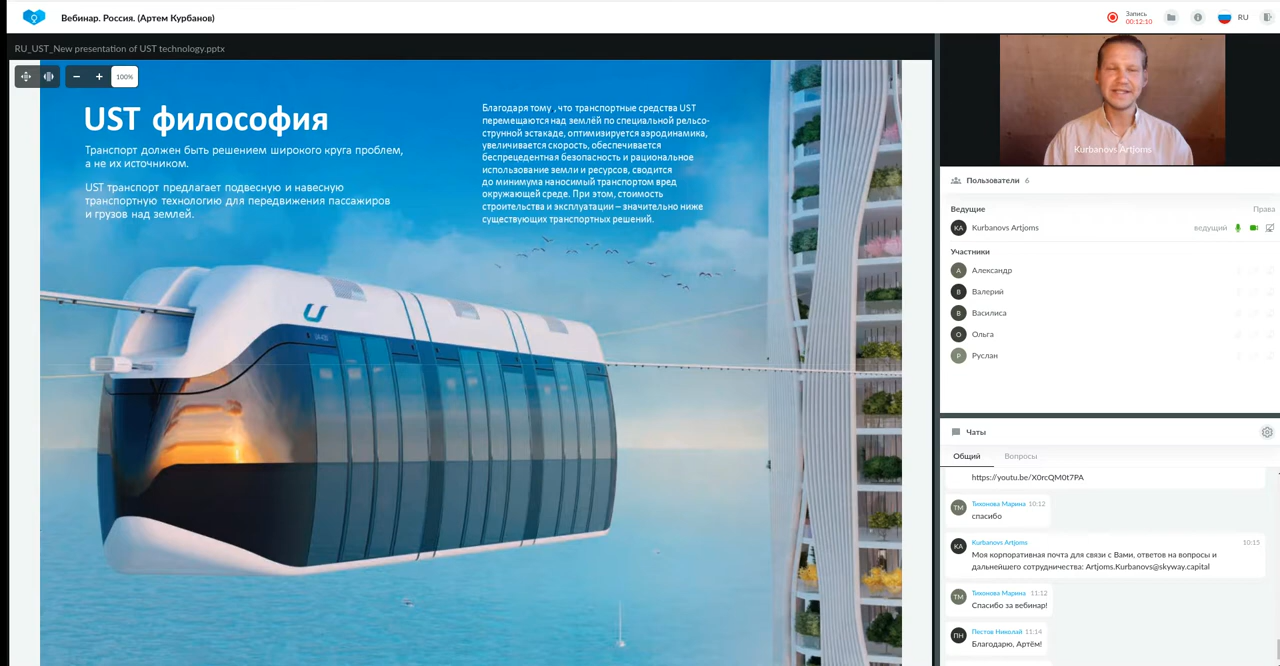 Вебинар. Россия. (Артем Курбанов)
Запись
00:12:10
RU
RU_UST_New presentation of UST technology.pptx
100%
UST философия
Транспорт должен быть решением широкого круга проблем,
а не их источником.
UST транспорт предлагает подвесную и навесную
транспортную технологию для передвижения пассажиров
и грузов над землей.
Благодаря тому , что транспортные средства UST
перемещаются над землёй по специальной рельсо-
струнной эстакаде, оптимизируется аэродинамика,
увеличивается скорость, обеспечивается
беспрецедентная безопасность и рациональное
использование земли и ресурсов, сводится
до минимума наносимый транспортом вред
окружающей среде. При этом, стоимость
строительства и эксплуатации – значительно ниже
существующих транспортных решений.
Kurbanovs Artjoms
Пользователи 6
Ведущие
Права
KA
Kurbanovs Artjoms
ведущий
Участники
А
Александр
В
Валерий
В
Василиса
О
Ольга
Р
Руслан
Чаты
Общий
Вопросы
https://youtu.be/X0rcQM0t7PA
ТМ
Тихонова Марина 10:12
спасибо
KA
Kurbanovs Artjoms 10:15
Моя корпоративная почта для связи с Вами, ответов на вопросы и
дальнейшего сотрудничества: Artjoms.Kurbanovs@skyway.capital
ТМ
Тихонова Марина 11:12
Спасибо за вебинар!
ПН
Пестов Николай 11:14
Благодарю, Артём!